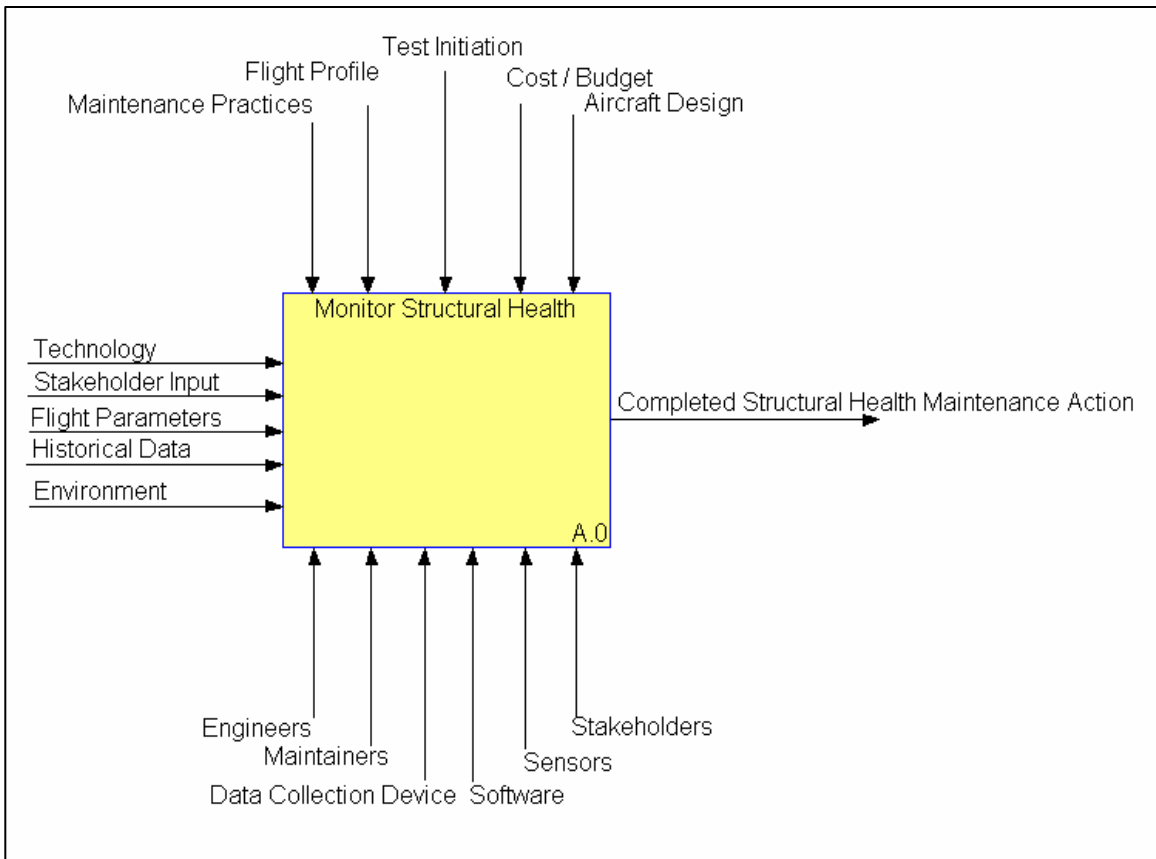 Test Initiation
Flight Profile
Cost / Budget
Maintenance Practices
Aircraft Design
Monitor Structural Health
Technology
Stakeholder Input
Flight Parameters
Historical Data
Environment
Completed Structural Health Maintenance Action
A.0
Engineers
Maintainers
Data Collection Device
Software
Sensors
Stakeholders